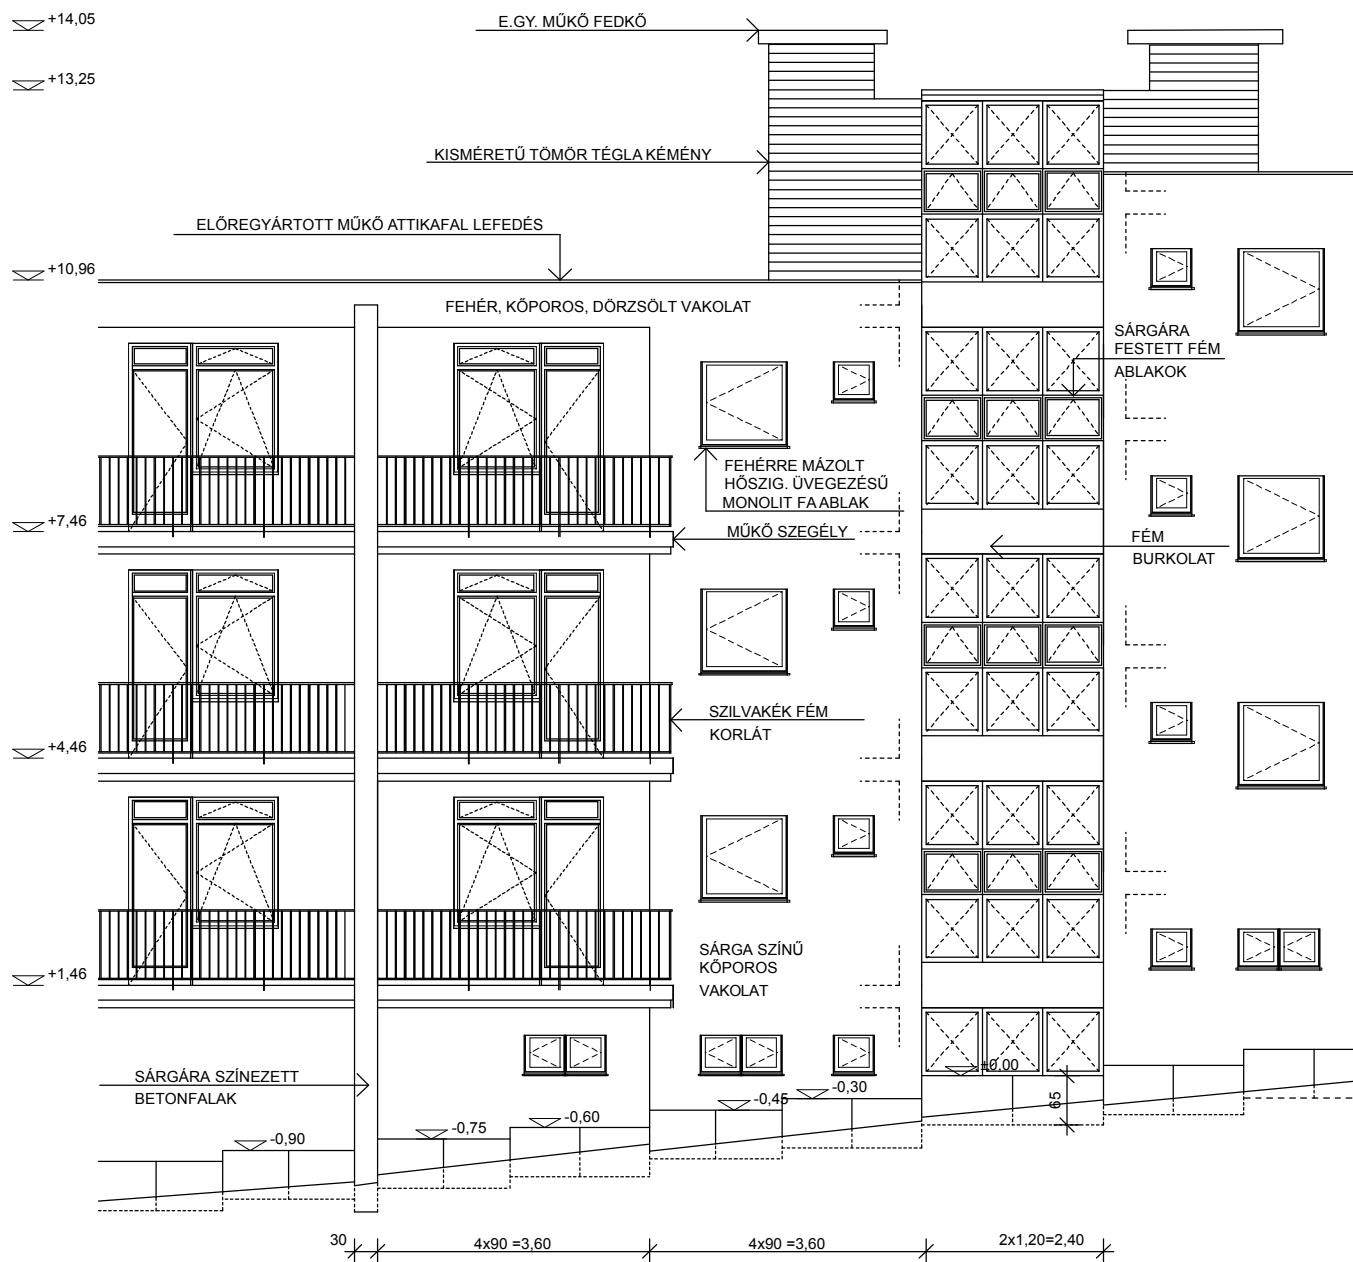 +14,05
E.GY. MŰKŐ FEDKŐ
+13,25
KISMÉRETŰ TÖMÖR TÉGLA KÉMÉNY
ELŐREGYÁRTOTT MŰKŐ ATTIKAFAL LEFEDÉS
+10,96
FEHÉR, KŐPOROS, DÖRZSÖLT VAKOLAT
SÁRGÁRA
FESTETT FÉM
ABLAKOK
FEHÉRRE MÁZOLT
HŐSZIG. ÜVEGEZÉSŰ
MONOLIT FA ABLAK
+7,46
MŰKŐ SZEGÉLY
FÉM
BURKOLAT
SZILVAKÉK FÉM
KORLÁT
+4,46
SÁRGA SZÍNŰ
KŐPOROS
VAKOLAT
+1,46
SÁRGÁRA SZÍNEZETT
BETONFALAK
±0,00
-0,30
-0,45
65
-0,60
-0,75
-0,90
30
4x90 =3,60
4x90 =3,60
2x1,20=2,40